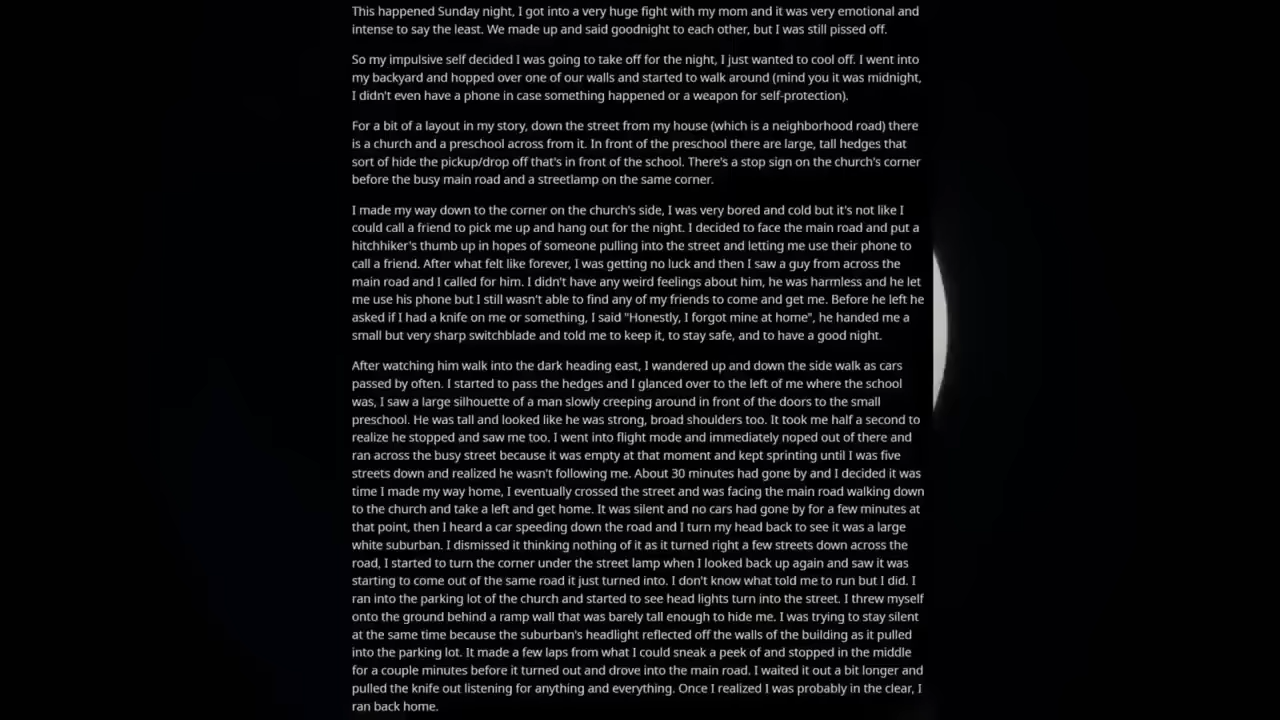 This happened Sunday night, I got into a very huge fight with my mom and it was very emotional and
intense to say the least. We made up and said goodnight to each other, but I was still pissed off.
So my impulsive self decided I was going to take off for the night, I just wanted to cool off. I went into
my backyard and hopped over one of our walls and started to walk around (mind you it was midnight,
I didn't even have a phone in case something happened or a weapon for self-protection).
For a bit of a layout in my story, down the street from my house (which is a neighborhood road) there
is a church and a preschool across from it. In front of the preschool there are large, tall hedges that
sort of hide the pickup/drop off that's in front of the school. There's a stop sign on the church's corner
before the busy main road and a streetlamp on the same corner.
I made my way down to the corner on the church's side, I was very bored and cold but it's not like I
could call a friend to pick me up and hang out for the night. I decided to face the main road and put a
hitchhiker's thumb up in hopes of someone pulling into the street and letting me use their phone to
call a friend. After what felt like forever, I was getting no luck and then I saw a guy from across the
main road and I called for him. I didn't have any weird feelings about him, he was harmless and he let
me use his phone but I still wasn't able to find any of my friends to come and get me. Before he left he
asked if I had a knife on me or something, I said "Honestly, I forgot mine at home", he handed me a
small but very sharp switchblade and told me to keep it, to stay safe, and to have a good night.
After watching him walk into the dark heading east, I wandered up and down the side walk as cars
passed by often. I started to pass the hedges and I glanced over to the left of me where the school
was, I saw a large silhouette of a man slowly creeping around in front of the doors to the small
preschool. He was tall and looked like he was strong, broad shoulders too. It took me half a second to
realize he stopped and saw me too. I went into flight mode and immediately noped out of there and
ran across the busy street because it was empty at that moment and kept sprinting until I was five
streets down and realized he wasn't following me. About 30 minutes had gone by and I decided it was
time I made my way home, I eventually crossed the street and was facing the main road walking down
to the church and take a left and get home. It was silent and no cars had gone by for a few minutes at
that point, then I heard a car speeding down the road and I turn my head back to see it was a large
white suburban. I dismissed it thinking nothing of it as it turned right a few streets down across the
road, I started to turn the corner under the street lamp when I looked back up again and saw it was
starting to come out of the same road it just turned into. I don't know what told me to run but I did. I
ran into the parking lot of the church and started to see head lights turn into the street. I threw myself
onto the ground behind a ramp wall that was barely tall enough to hide me. I was trying to stay silent
at the same time because the suburban's headlight reflected off the walls of the building as it pulled
into the parking lot. It made a few laps from what I could sneak a peek of and stopped in the middle
for a couple minutes before it turned out and drove into the main road. I waited it out a bit longer and
pulled the knife out listening for anything and everything. Once I realized I was probably in the clear, I
ran back home.